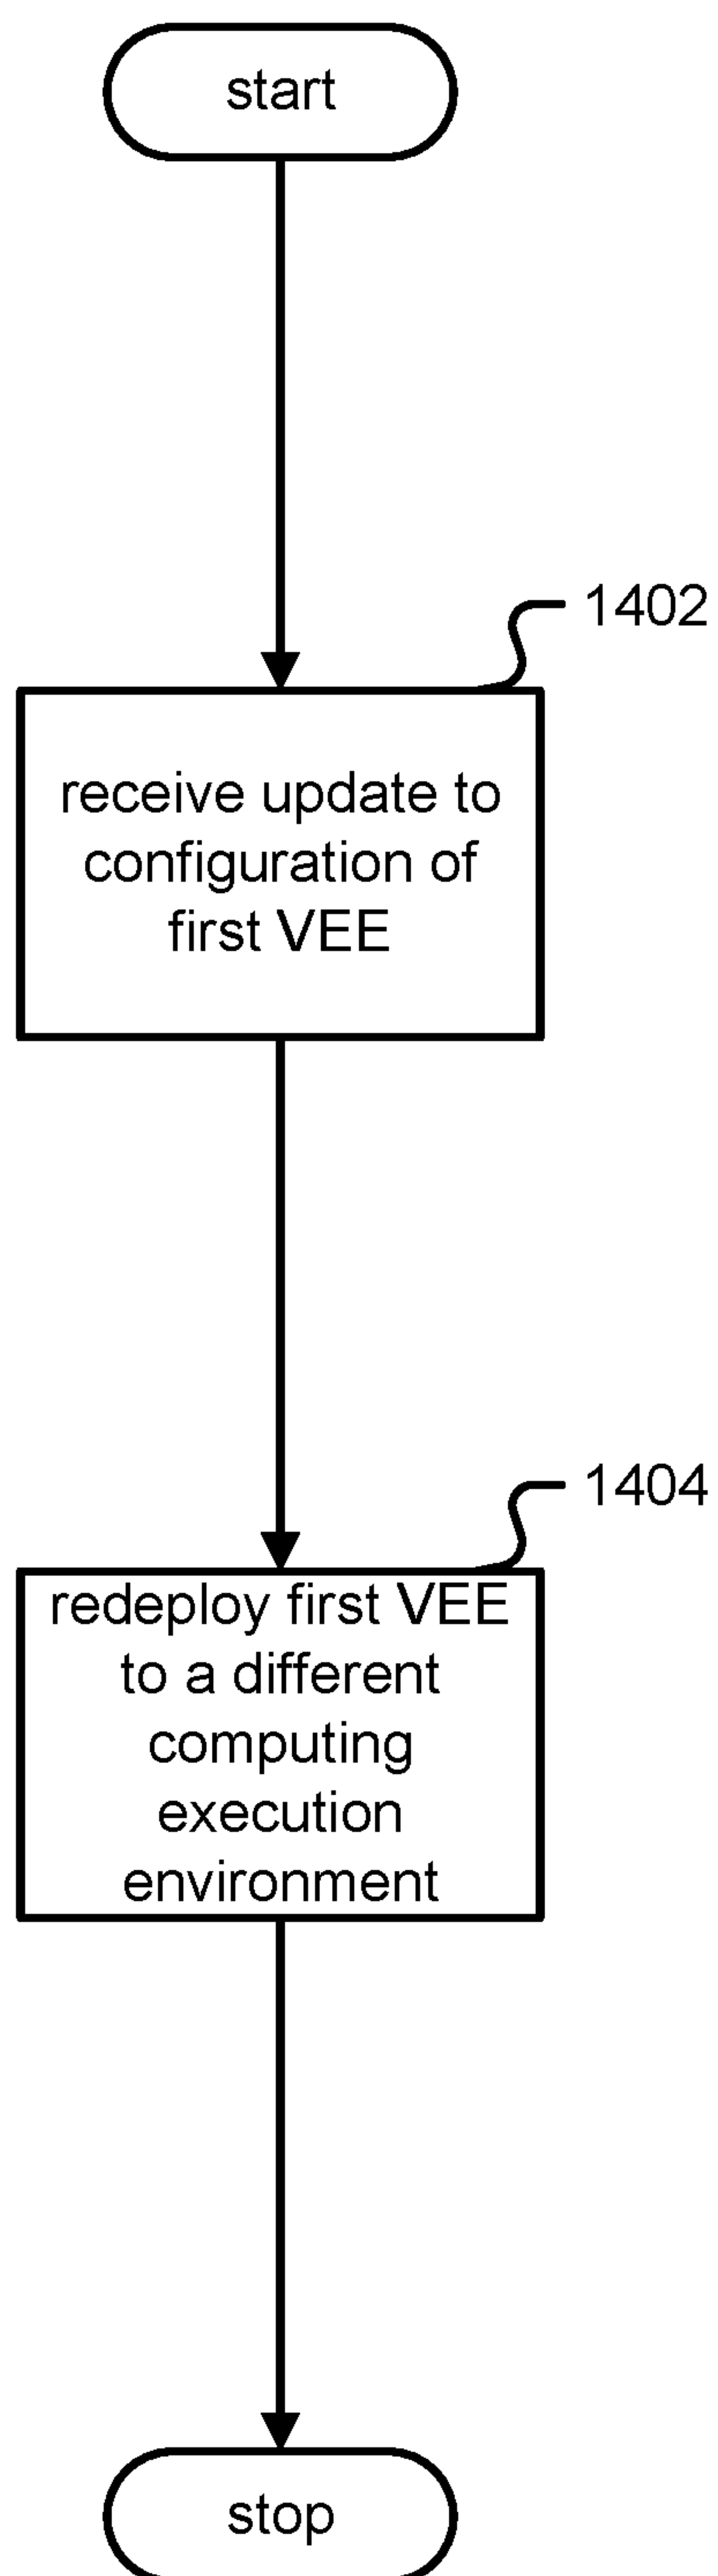 start
1402
receive update to
configuration of
first VEE
1404
redeploy first VEE
to a different
computing
execution
environment
stop